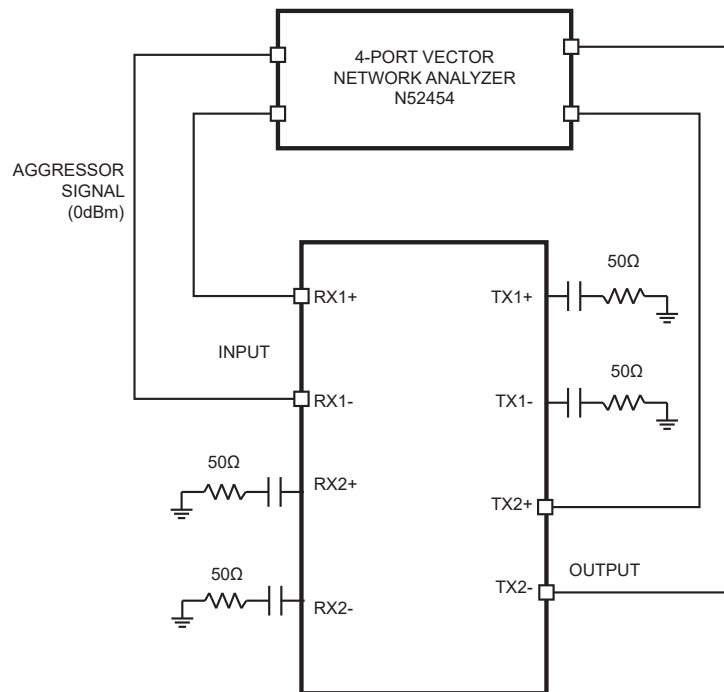 4-PORT VECTOR
NETWORK ANALYZER
N52454
AGGRESSOR
SIGNAL
(0dBm)
50Ω
RX1+
TX1+
INPUT
50Ω
RX1-
TX1-
50Ω
RX2+
TX2+
50Ω
OUTPUT
TX2-
RX2-